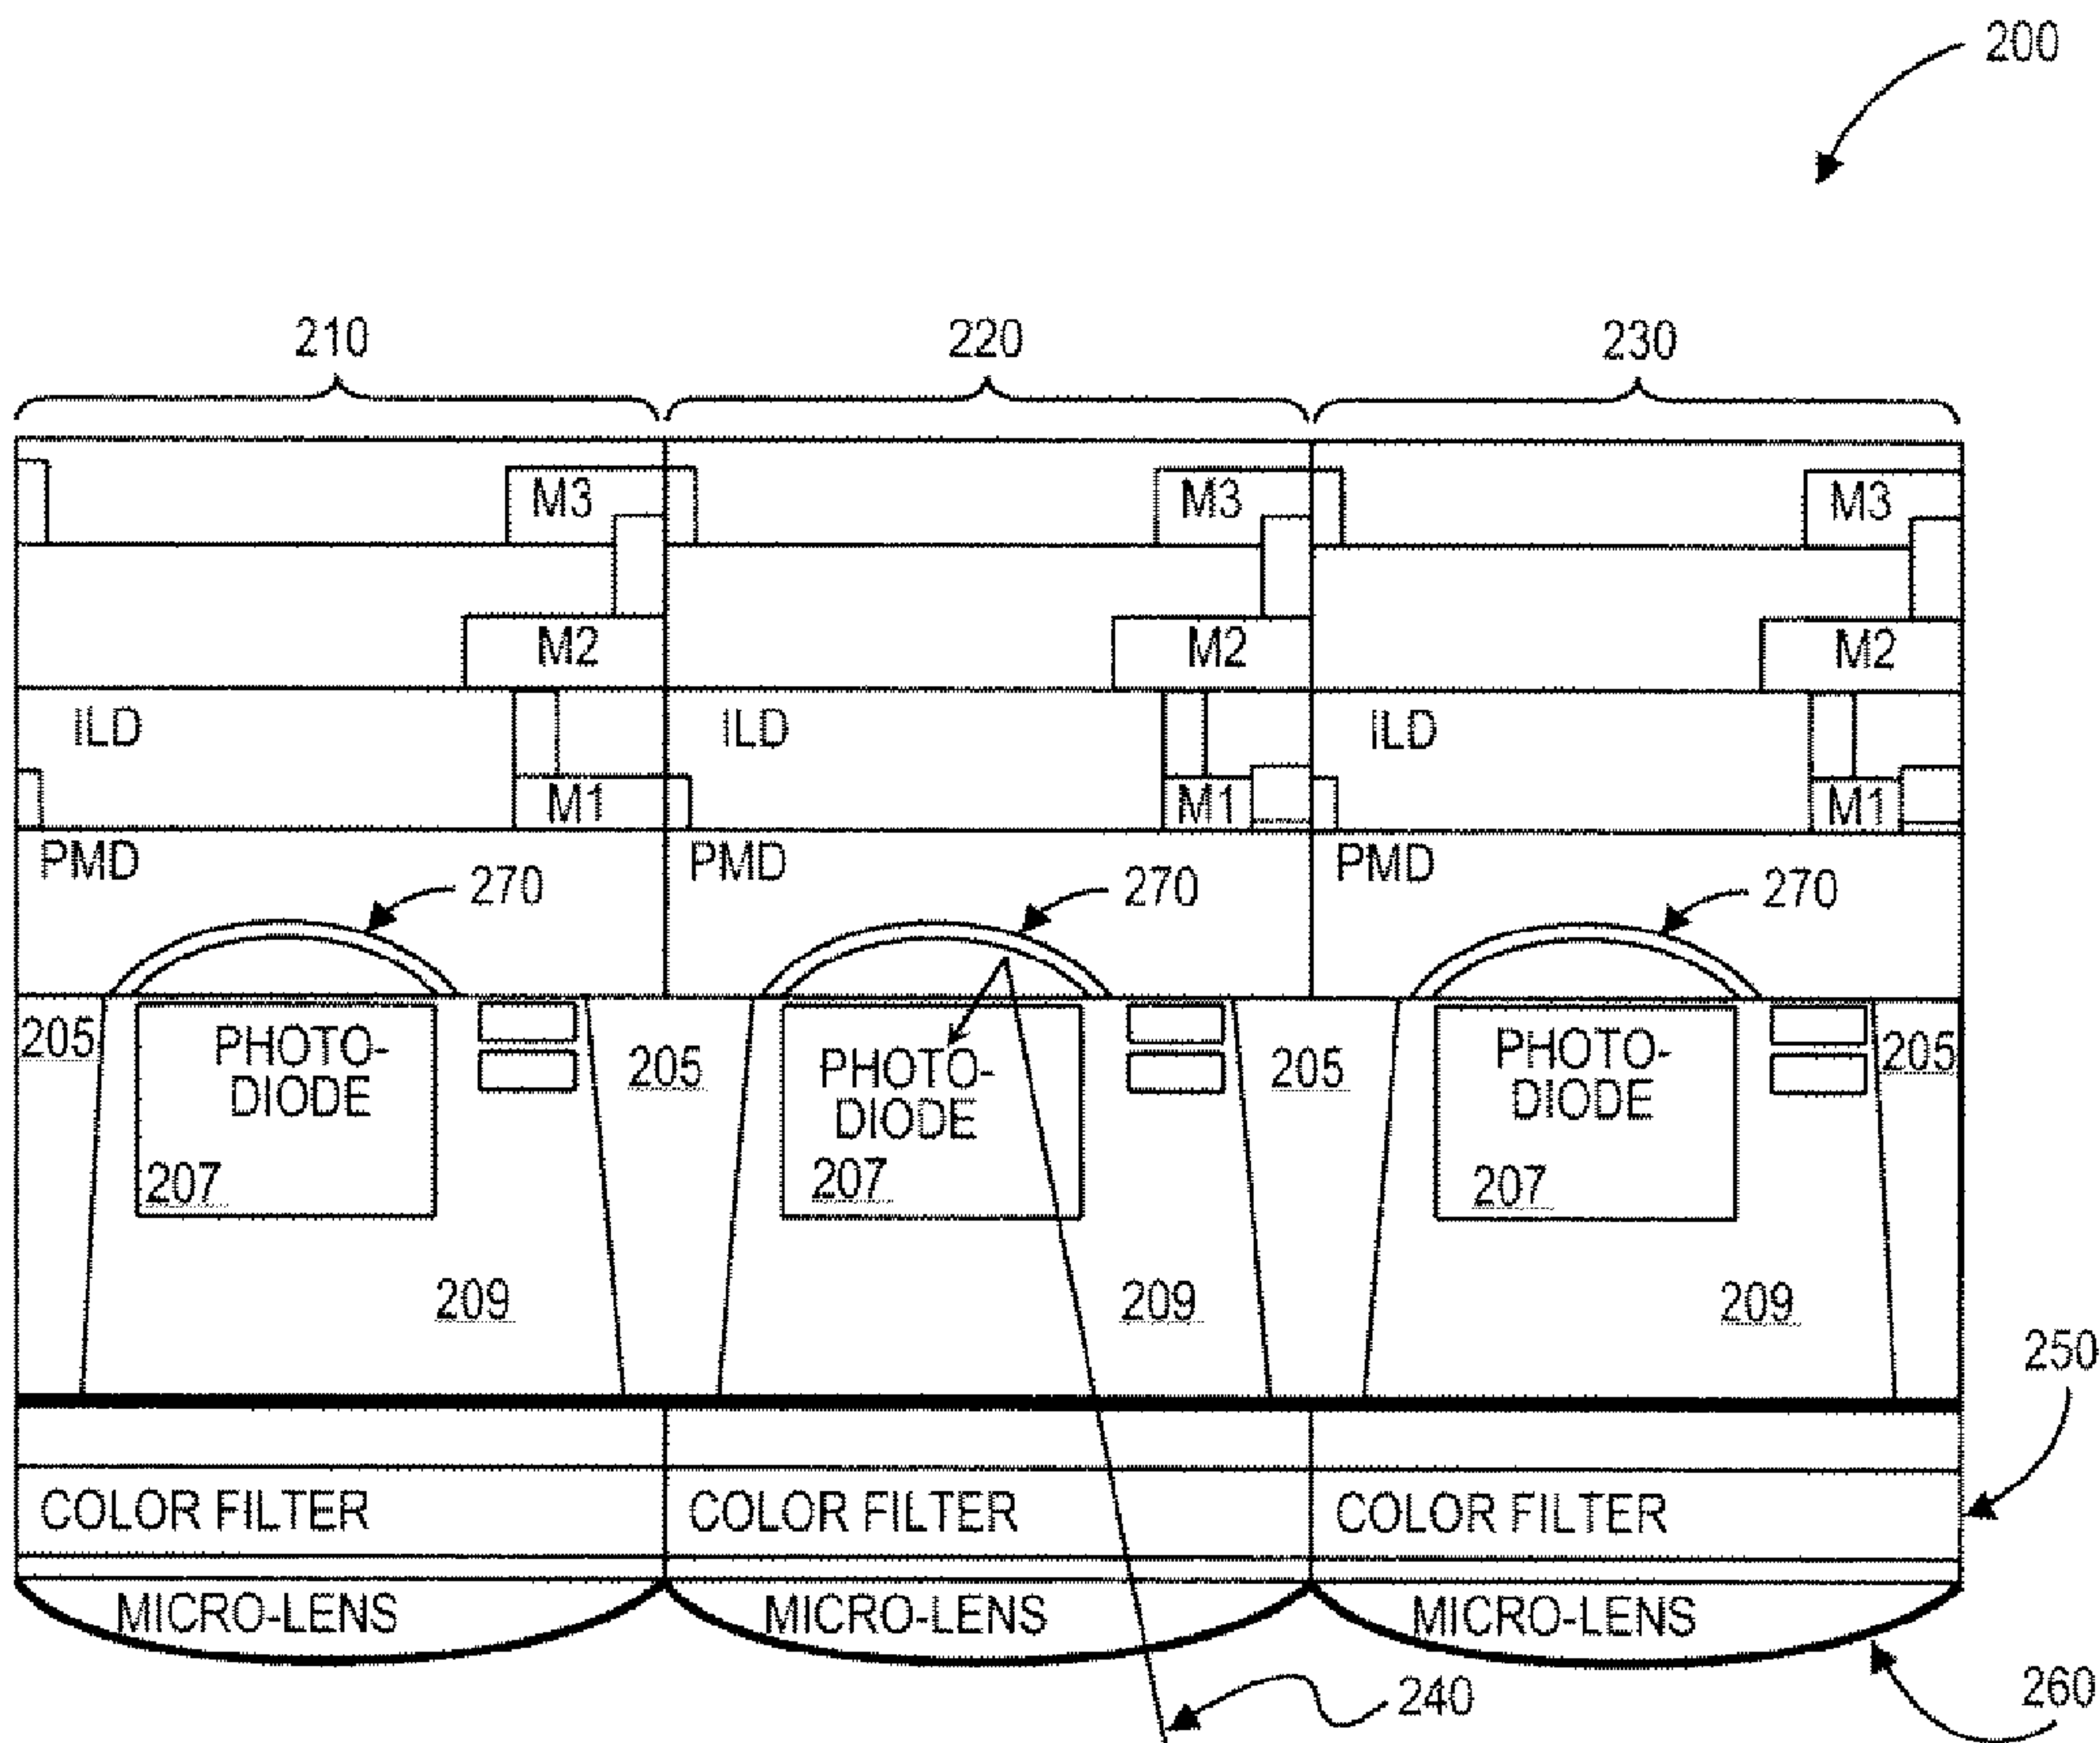 200
210 220 230
M3 M3 M3
M2 M2 M2
ILD ILD ILD
M1 M1 M1
PMD PMD PMD
270 270 270
205 PHOTO-
DIODE 205 PHOTO-
DIODE 205 PHOTO-
DIODE 205
207 207 207
209 209 209
250
COLOR FILTER COLOR FILTER COLOR FILTER
MICRO-LENS MICRO-LENS MICRO-LENS
240 260